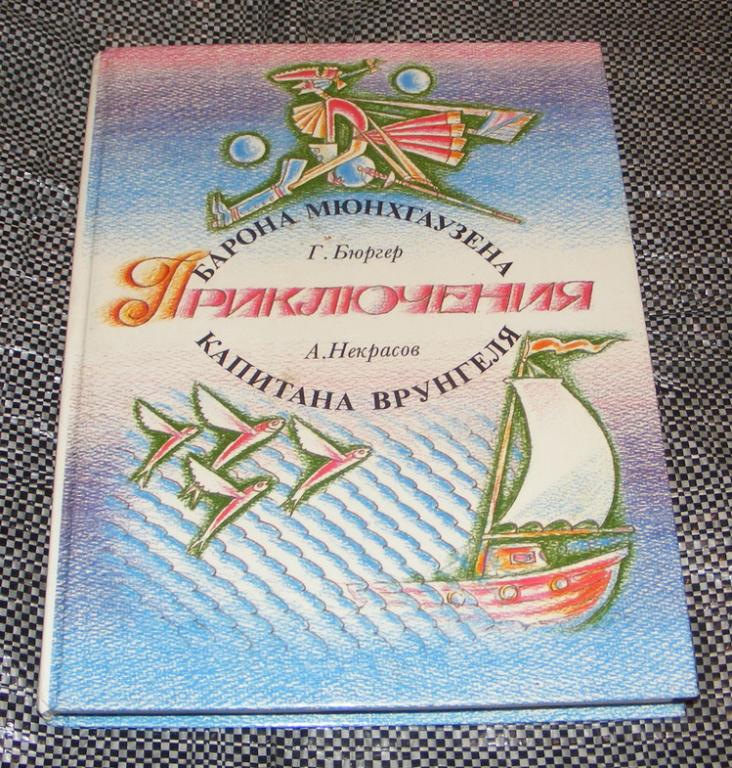 БАРОНА МЮНХГАУЗЕНА
Г. Бюргер
ПРИКЛЮЧЕНИЯ
А. Некрасов
КАПИТАНА ВРУНГЕЛЯ